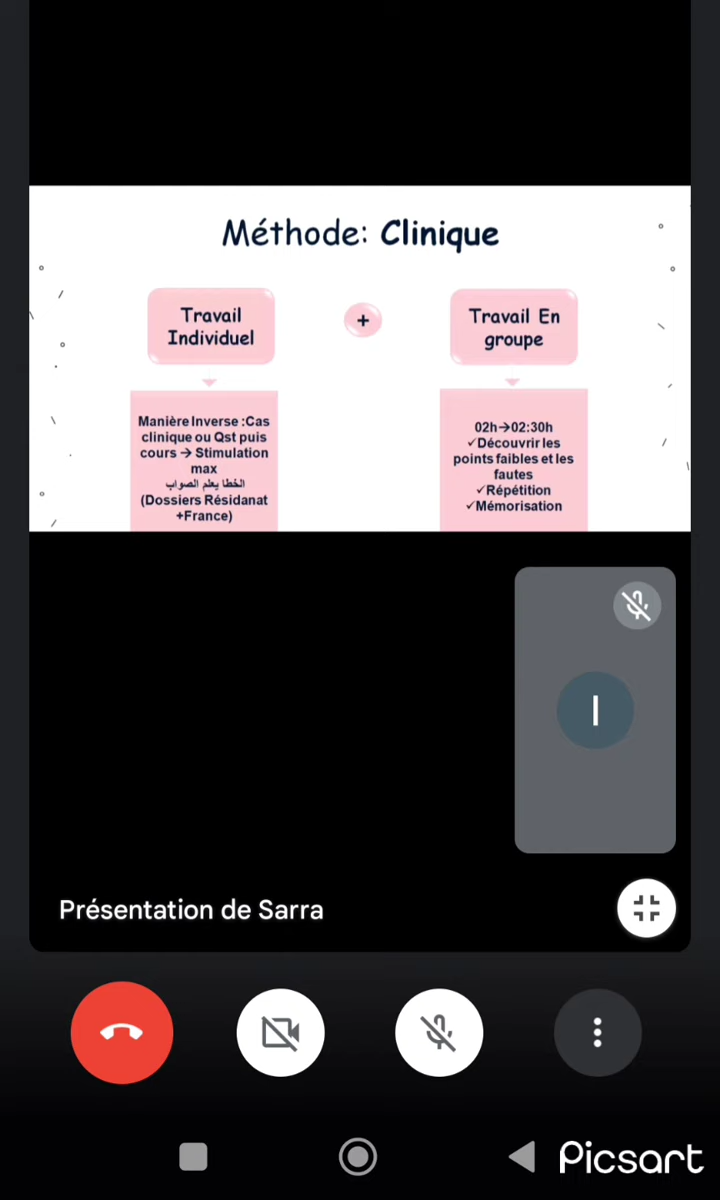 Méthode: Clinique
Travail
Individuel
+
Travail En
groupe
Manière Inverse :Cas
clinique ou Qst puis
cours → Stimulation
max
الخطا يعلم الصواب
(Dossiers Résidanat
+France)
02h→02:30h
✓Découvrir les
points faibles et les
fautes
✓Répétition
✓Mémorisation
I
Présentation de Sarra
Picsart